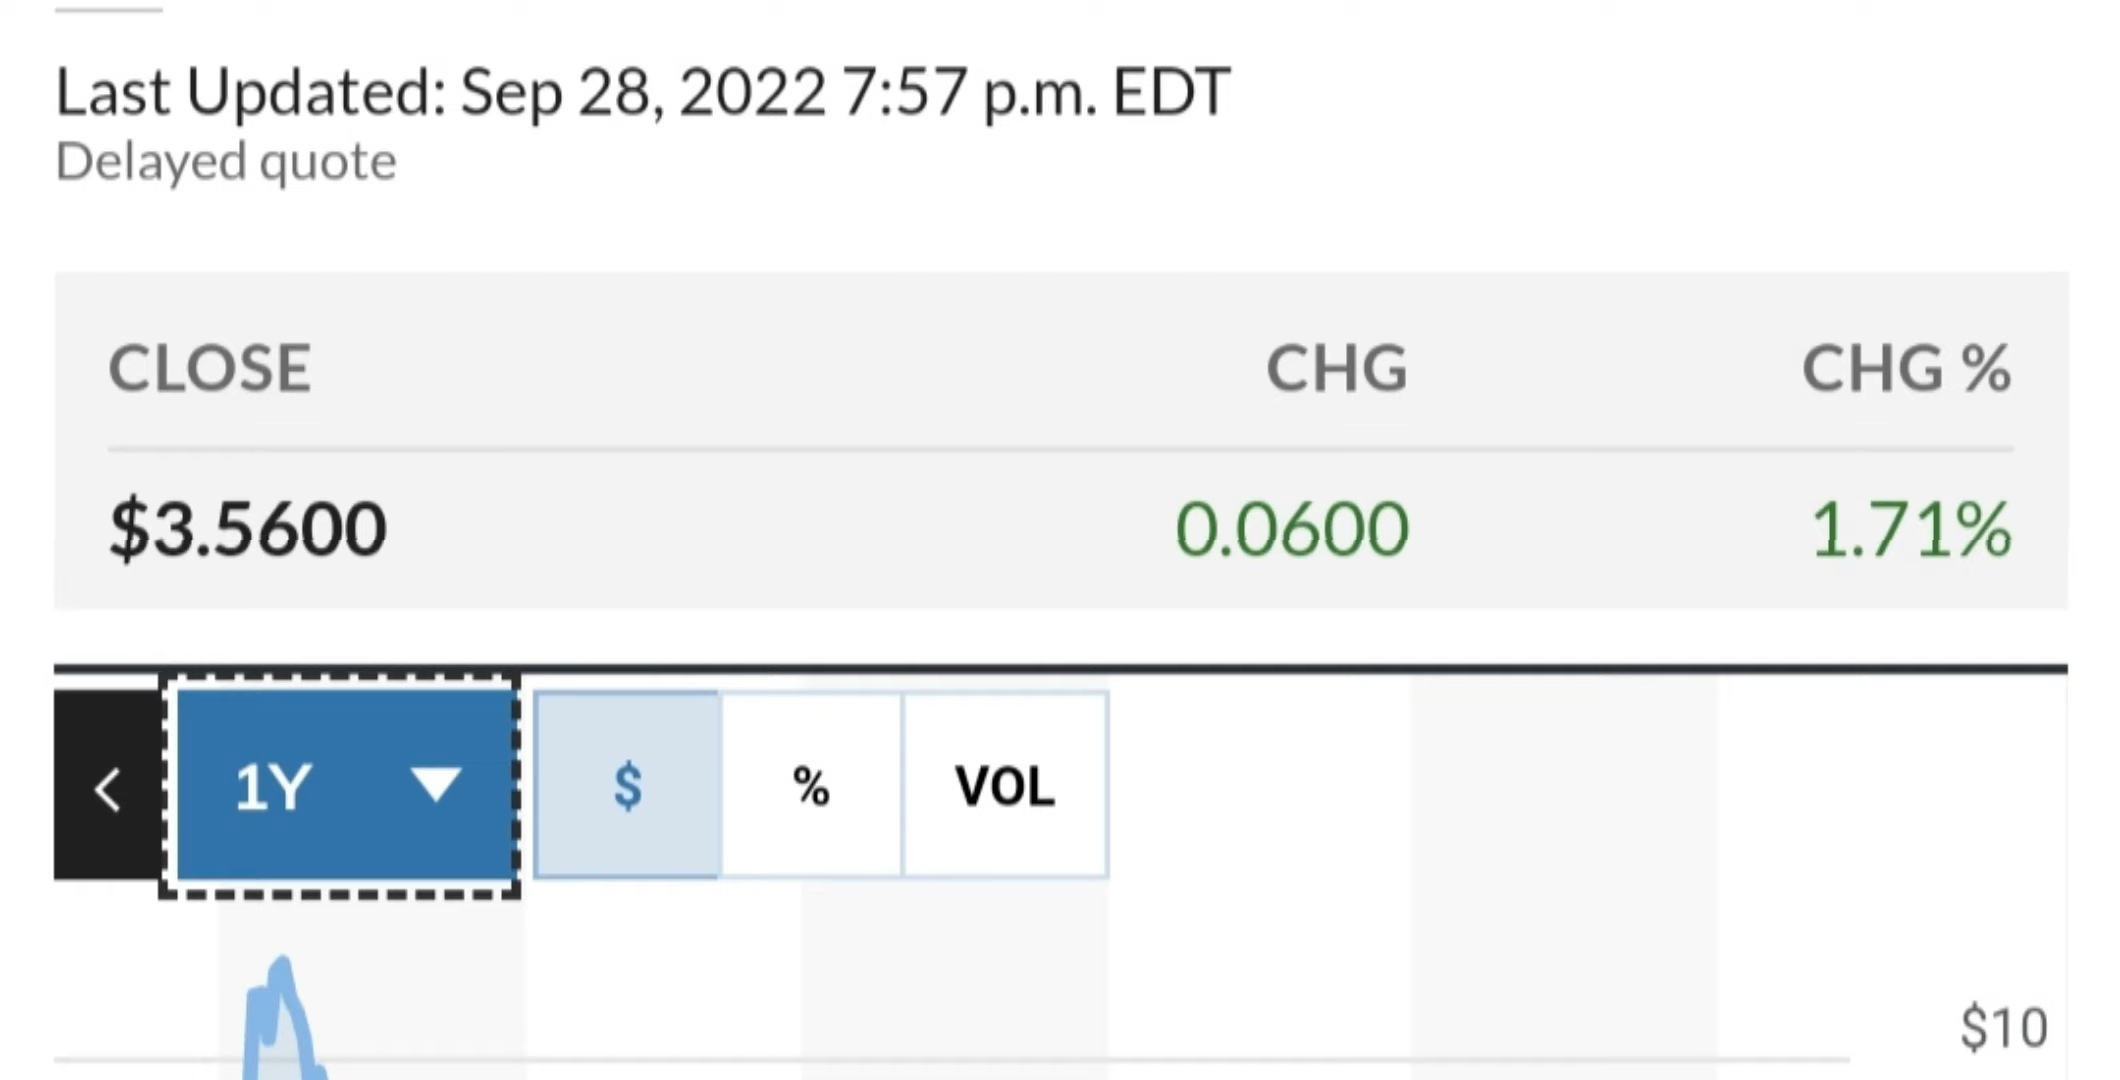 Last Updated: Sep 28, 2022 7:57 p.m. EDT
Delayed quote
CLOSE CHG CHG %
$3.5600 0.0600 1.71%
1Y $ % VOL
$10